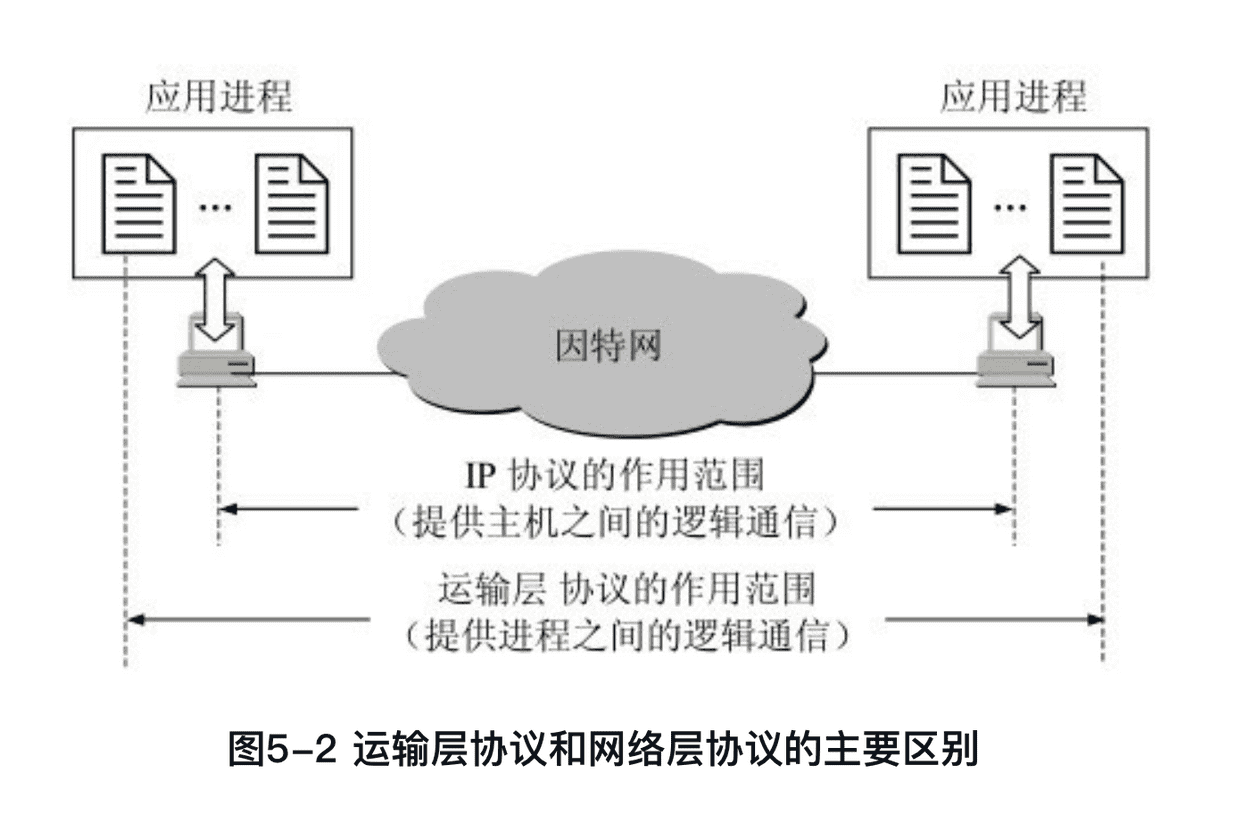 应用进程
应用进程
...
...
因特网
IP 协议的作用范围
（提供主机之间的逻辑通信）
运输层 协议的作用范围
（提供进程之间的逻辑通信）
图5-2 运输层协议和网络层协议的主要区别